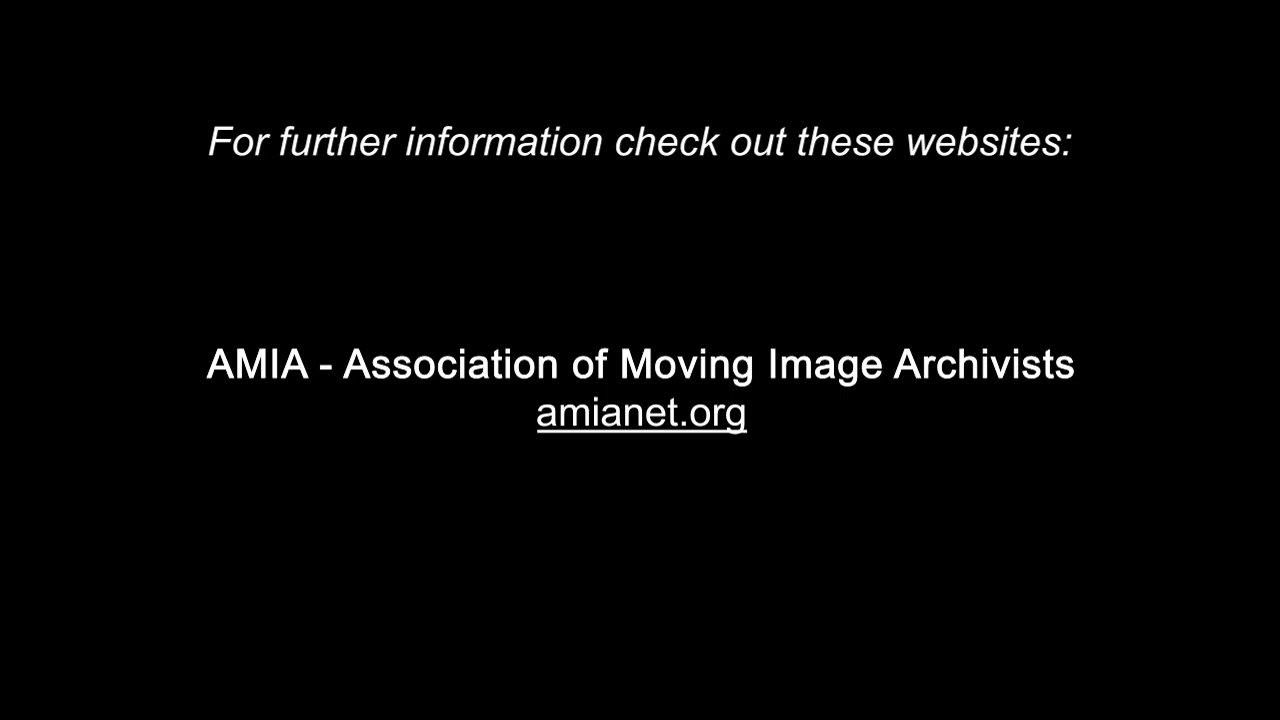 For further information check out these websites:
AMIA - Association of Moving Image Archivists
amianet.org